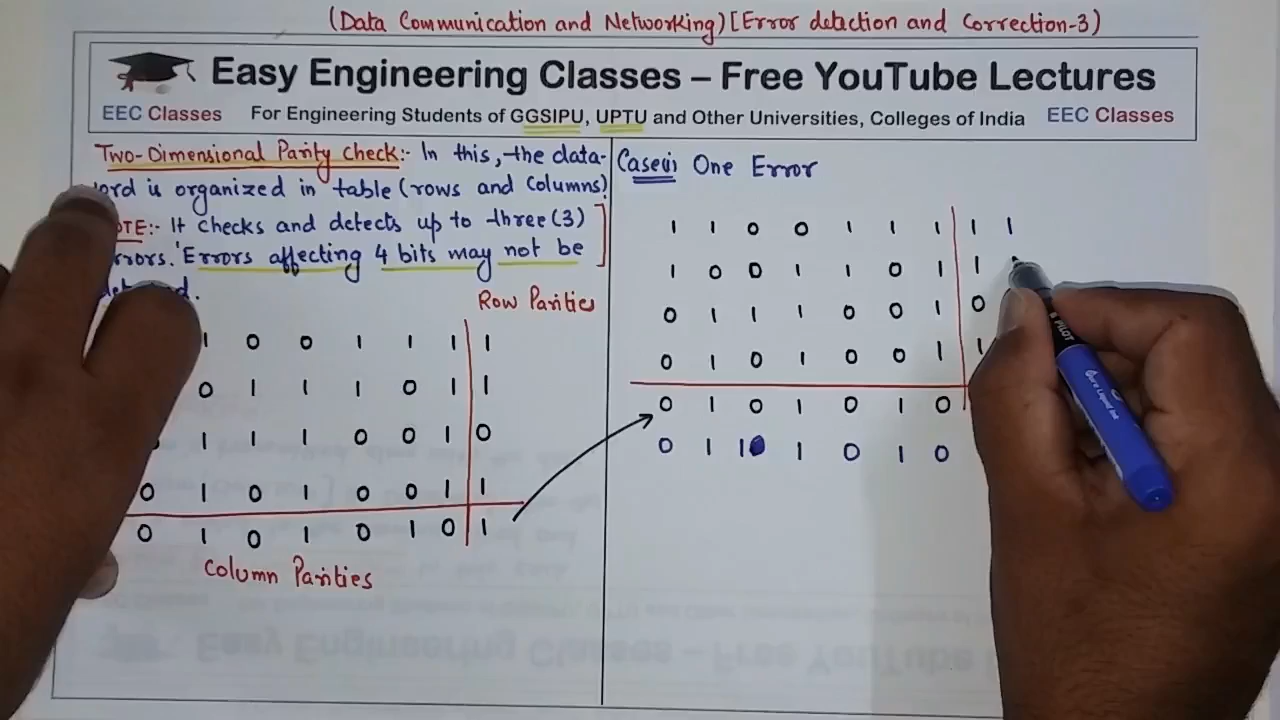 (Data Communication and Networking) [Error detection and Correction-3)
Easy Engineering Classes – Free YouTube Lectures
EEC Classes For Engineering Students of GGSIPU, UPTU and Other Universities, Colleges of India EEC Classes
Two-Dimensional Parity Check:- In this, the data-
is organized in table (rows and Columns)
:- It checks and detects up to three(3)
Errors affecting 4 bits may not be
Row Parities
1 0 0 1 1 1 1
0 1 1 1 0 1 1
1 1 1 0 0 1 0
0 1 0 1 0 0 1 1
0 1 0 1 0 1 0 1
Column Parities
Case(i) One Error
1 1 0 0 1 1 1 1 1
1 0 0 1 1 0 1 1
0 1 1 1 0 0 1 0
0 1 0 1 0 0 1 1
0 1 0 1 0 1 0
0 1 1 1 0 1 0